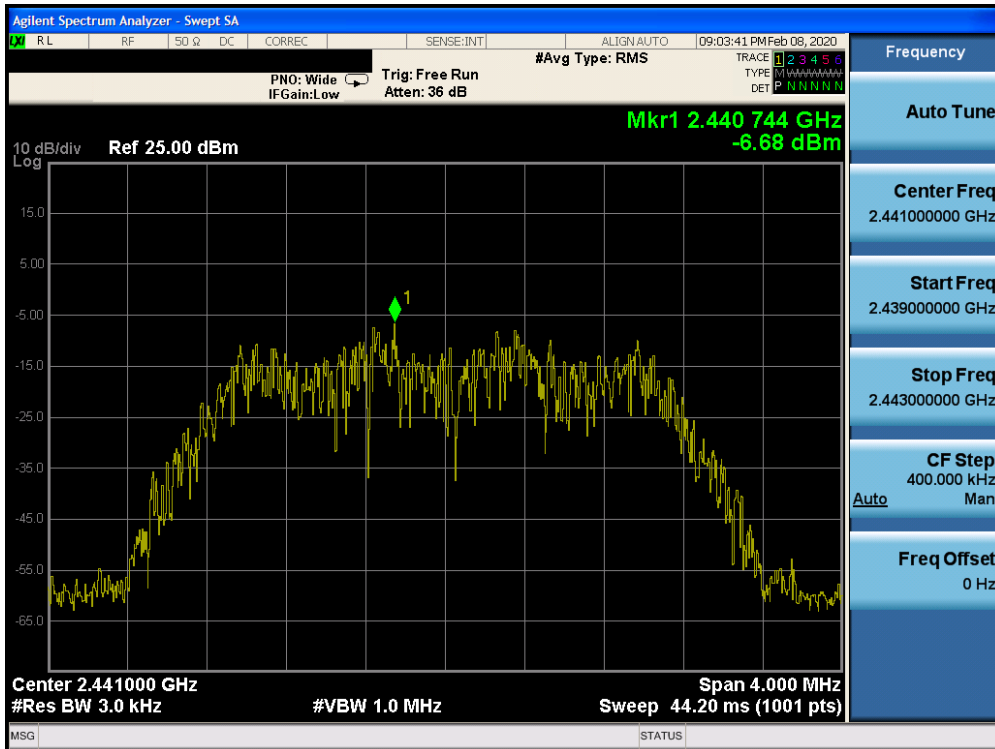 Agilent Spectrum Analyzer - Swept SA
LXI RL RF 50 Ω DC CORREC SENSE:INT ALIGN AUTO 09:03:41 PM Feb 08, 2020
PNO: Wide Trig: Free Run #Avg Type: RMS TRACE 1 2 3 4 5 6
IFGain:Low Atten: 36 dB TYPE M WWWWW
DET P N N N N N
Frequency
Mkr1 2.440 744 GHz
-6.68 dBm
10 dB/div Ref 25.00 dBm
Log
15.0
5.00
-5.00
-15.0
-25.0
-35.0
-45.0
-55.0
-65.0
1
Center 2.441000 GHz Span 4.000 MHz
#Res BW 3.0 kHz #VBW 1.0 MHz Sweep 44.20 ms (1001 pts)
MSG STATUS
Auto Tune
Center Freq
2.441000000 GHz
Start Freq
2.439000000 GHz
Stop Freq
2.443000000 GHz
CF Step
400.000 kHz
Auto Man
Freq Offset
0 Hz